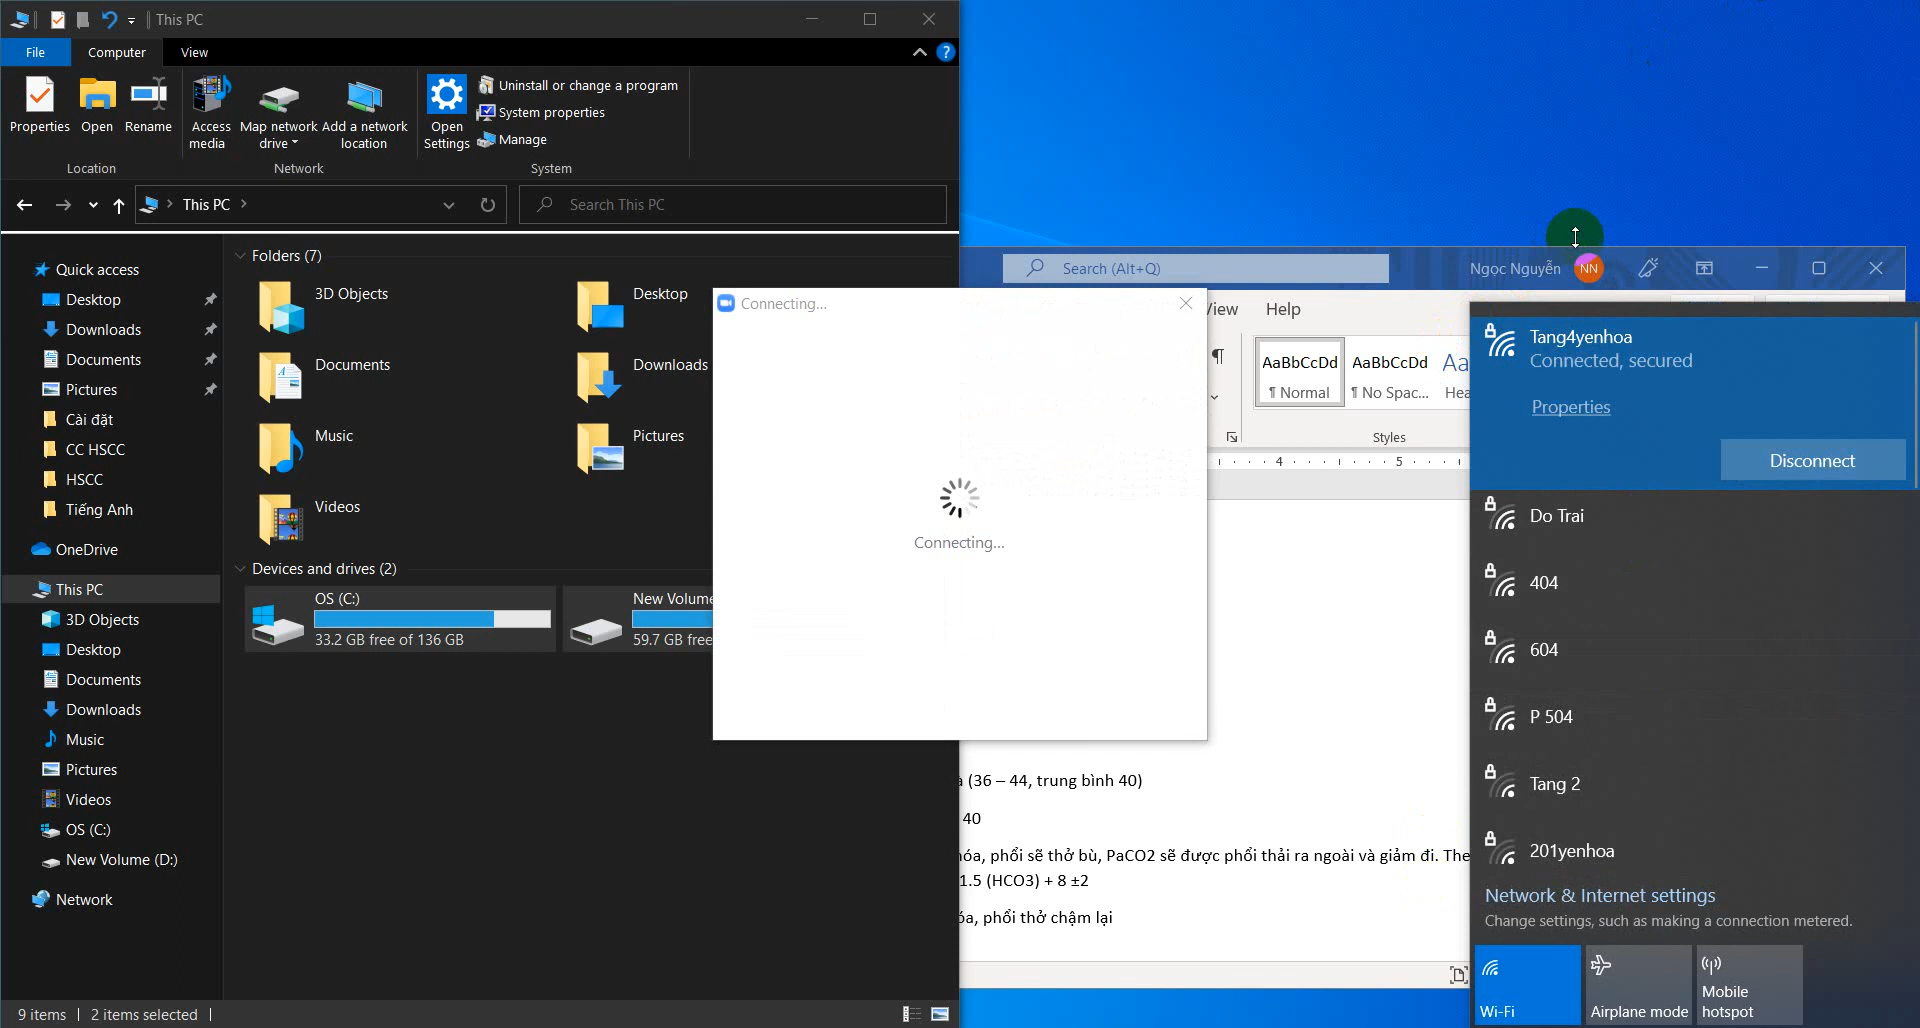 This PC
File
Computer
View
Properties
Open
Rename
Access
media
Map network
drive
Add a network
location
Open
Settings
Uninstall or change a program
System properties
Manage
Location
Network
System
This PC
Search This PC
Quick access
Desktop
Downloads
Documents
Pictures
Cài đặt
CC HSCC
HSCC
Tiếng Anh
OneDrive
This PC
3D Objects
Desktop
Documents
Downloads
Music
Pictures
Videos
OS (C:)
New Volume (D:)
Network
Folders (7)
3D Objects
Desktop
Documents
Downloads
Music
Pictures
Videos
Devices and drives (2)
OS (C:)
33.2 GB free of 136 GB
New Volume
59.7 GB free
9 items
2 items selected
Connecting...
Connecting...
Search (Alt+Q)
Ngọc Nguyễn
NN
View
Help
AaBbCcDd
¶ Normal
AaBbCcDd
¶ No Spac...
Aa
Hea
Styles
4
5
(36 – 44, trung bình 40)
40
hóa, phổi sẽ thở bù, PaCO2 sẽ được phổi thải ra ngoài và giảm đi. The
1.5 (HCO3) + 8 ±2
óa, phổi thở chậm lại
Tang4yenhoa
Connected, secured
Properties
Disconnect
Do Trai
404
604
P 504
Tang 2
201yenhoa
Network & Internet settings
Change settings, such as making a connection metered.
Wi-Fi
Airplane mode
Mobile
hotspot